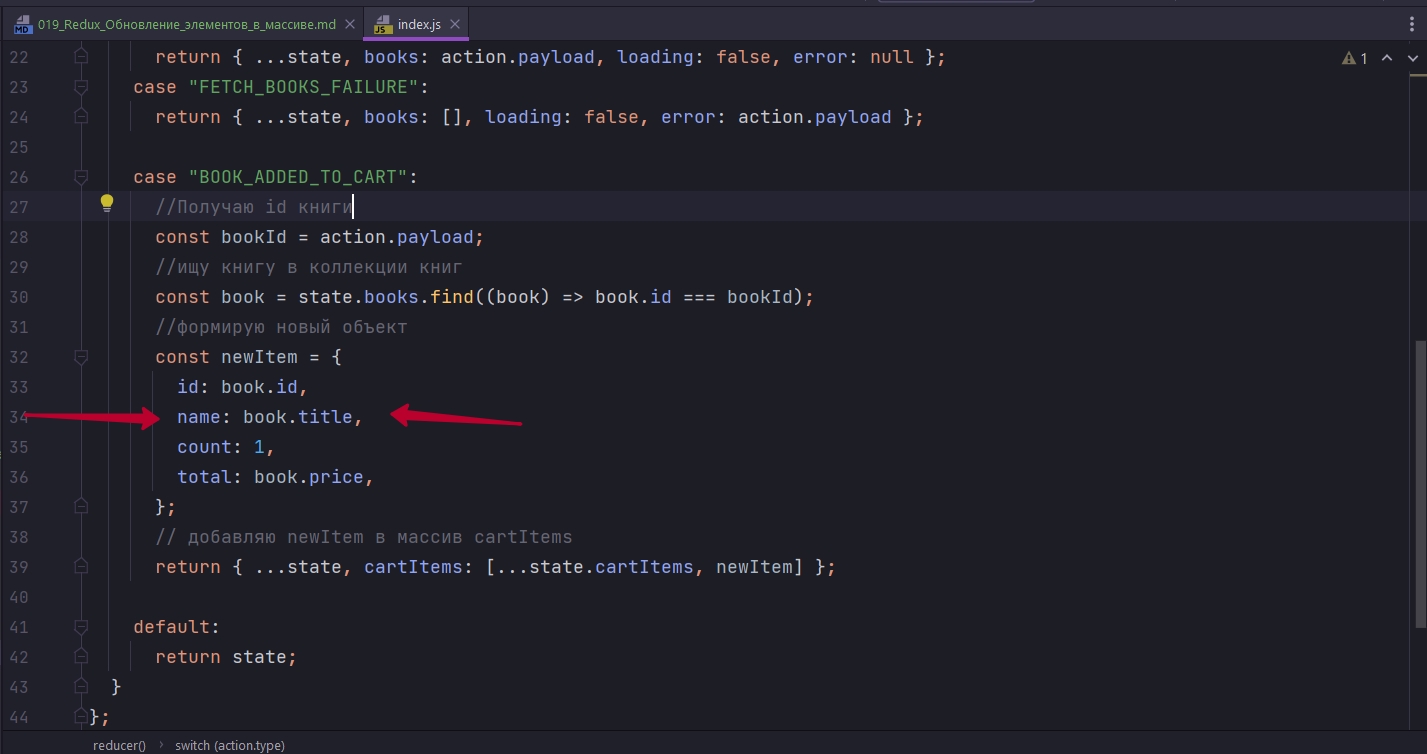 019_Redux_Обновление_элементов_в_массиве.md index.js
22 return { ...state, books: action.payload, loading: false, error: null }; 1
23 case "FETCH_BOOKS_FAILURE":
24 return { ...state, books: [], loading: false, error: action.payload };
25
26 case "BOOK_ADDED_TO_CART":
27 //Получаю id книги
28 const bookId = action.payload;
29 //ищу книгу в коллекции книг
30 const book = state.books.find((book) => book.id === bookId);
31 //формирую новый объект
32 const newItem = {
33 id: book.id,
34 name: book.title,
35 count: 1,
36 total: book.price,
37 };
38 // добавляю newItem в массив cartItems
39 return { ...state, cartItems: [...state.cartItems, newItem] };
40
41 default:
42 return state;
43 }
44 };
reducer() › switch (action.type)